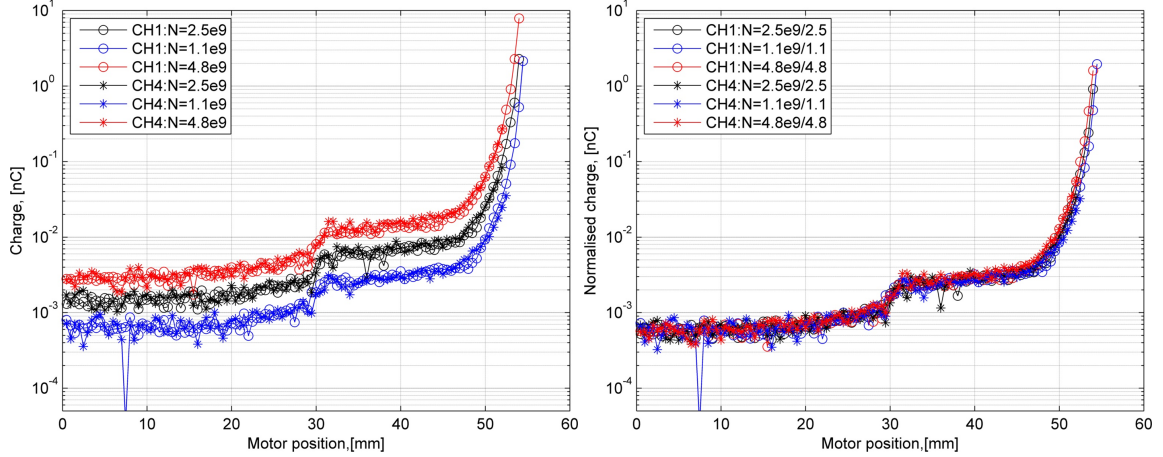 CH1:N=2.5e9
CH1:N=1.1e9
CH1:N=4.8e9
CH4:N=2.5e9
CH4:N=1.1e9
CH4:N=4.8e9
10^2
10^1
10^0
10^-1
10^-2
10^-3
10^-4
Charge, [nC]
0 10 20 30 40 50 60
Motor position,[mm]
CH1:N=2.5e9/2.5
CH1:N=1.1e9/1.1
CH1:N=4.8e9/4.8
CH4:N=2.5e9/2.5
CH4:N=1.1e9/1.1
CH4:N=4.8e9/4.8
10^1
10^0
10^-1
10^-2
10^-3
10^-4
Normalised charge, [nC]
0 10 20 30 40 50 60
Motor position,[mm]